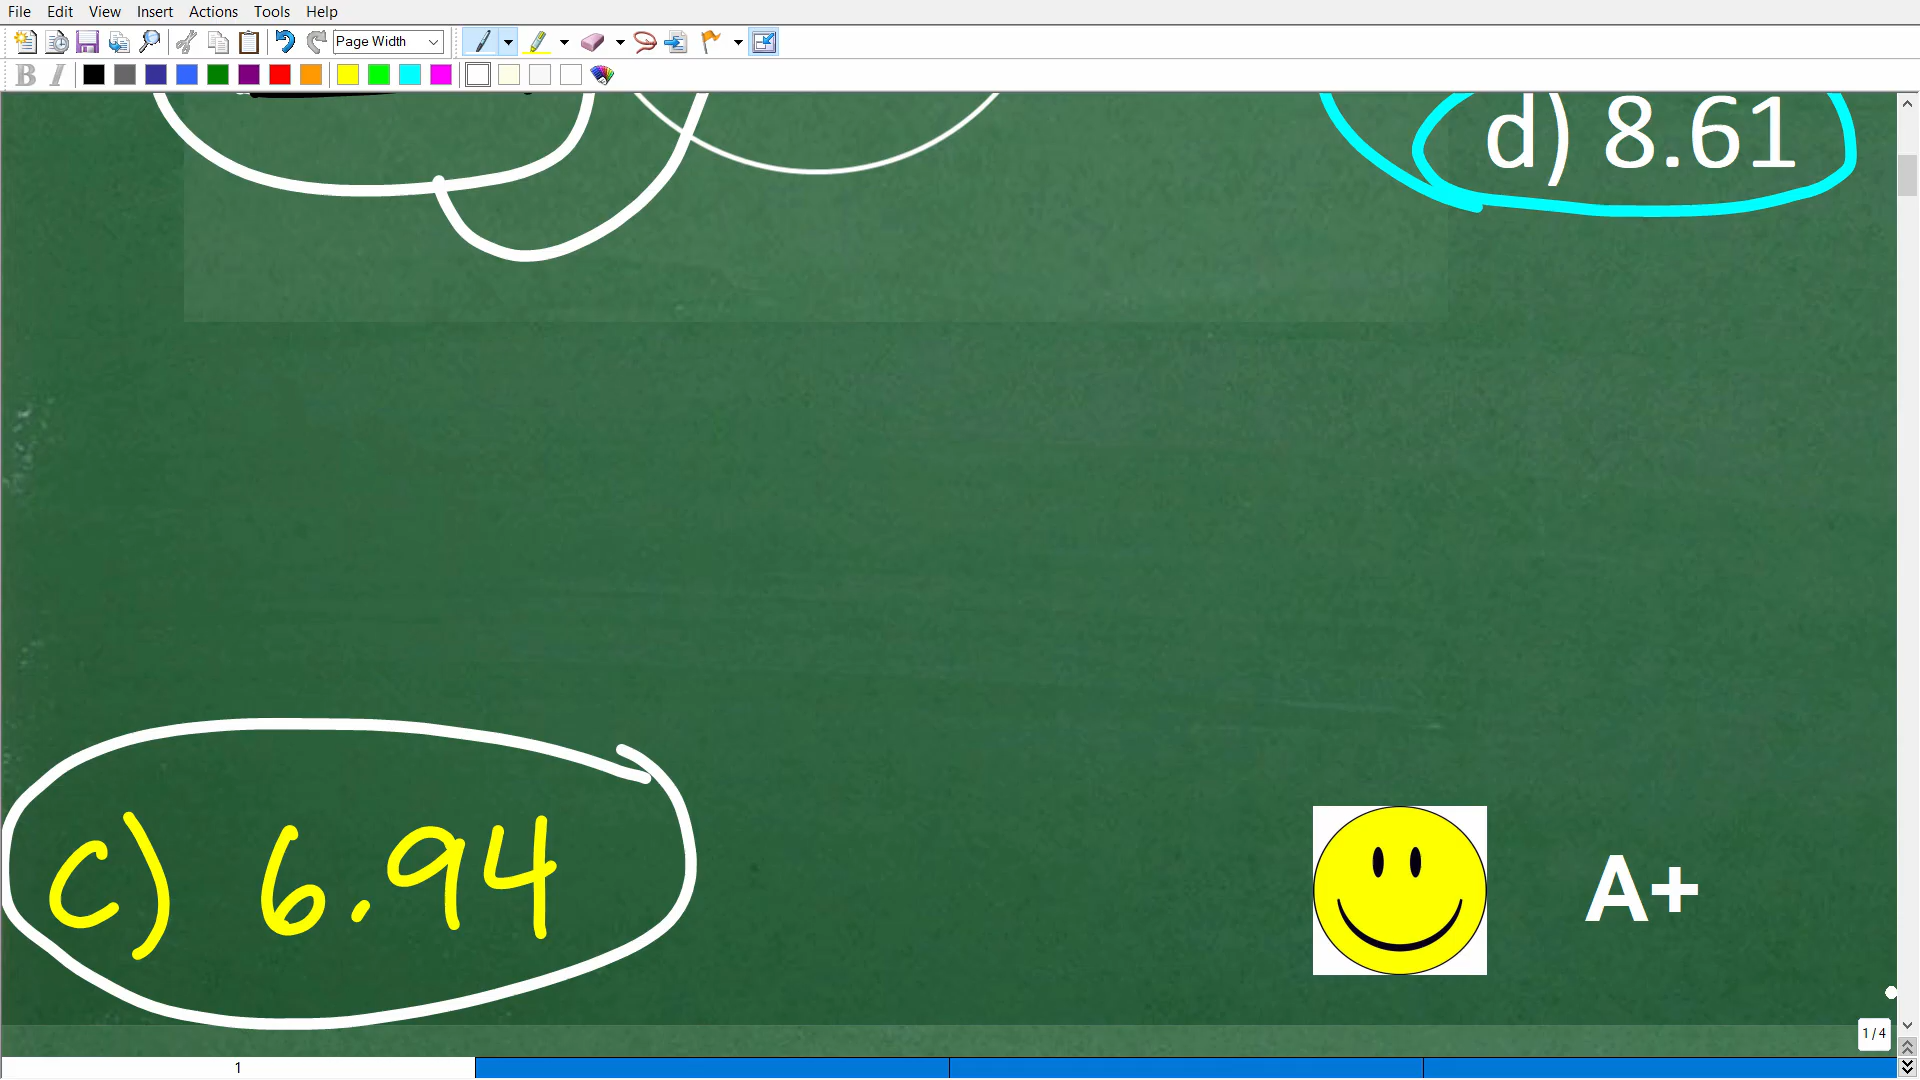 File Edit View Insert Actions Tools Help
Page Width
B I
d) 8.61
c) 6.94
A+
1 / 4
1